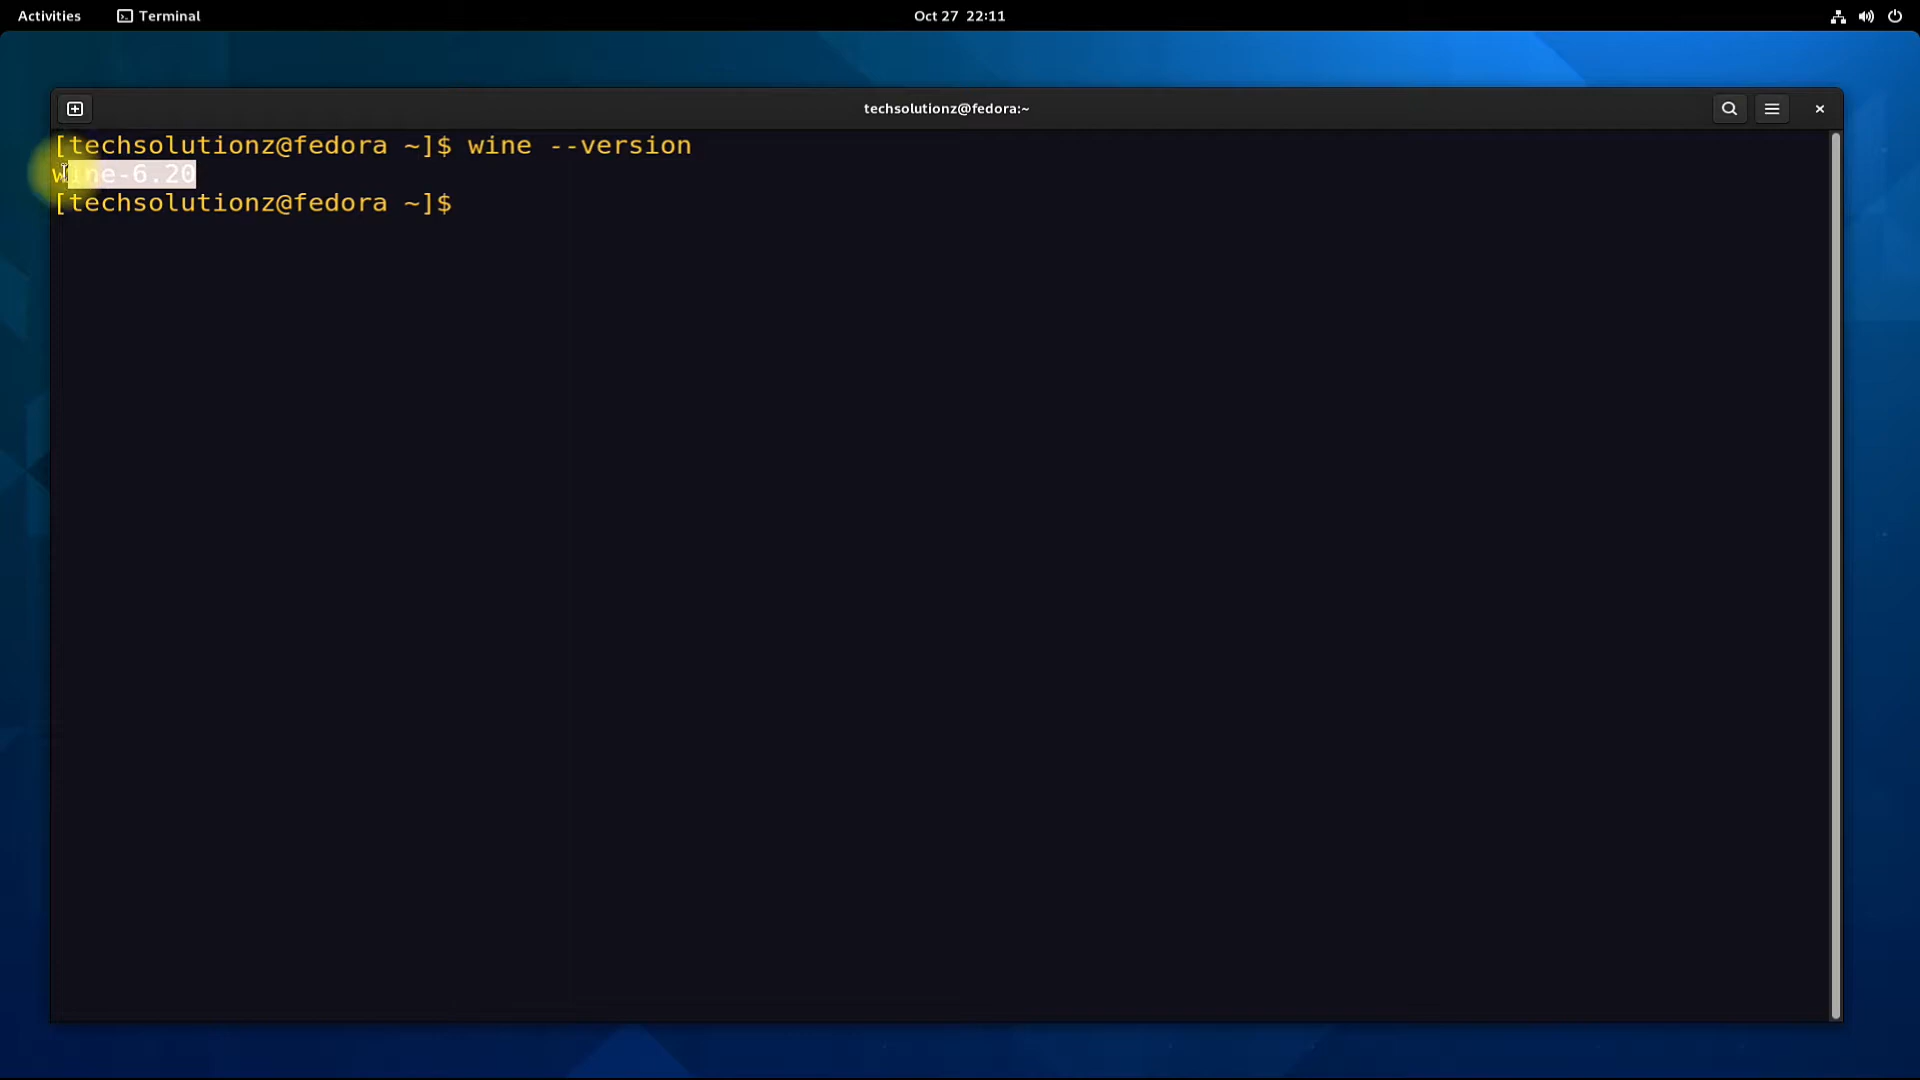 Activities
Terminal
Oct 27 22:11
techsolutionz@fedora:~
[techsolutionz@fedora ~]$ wine --version
wine-6.20
[techsolutionz@fedora ~]$